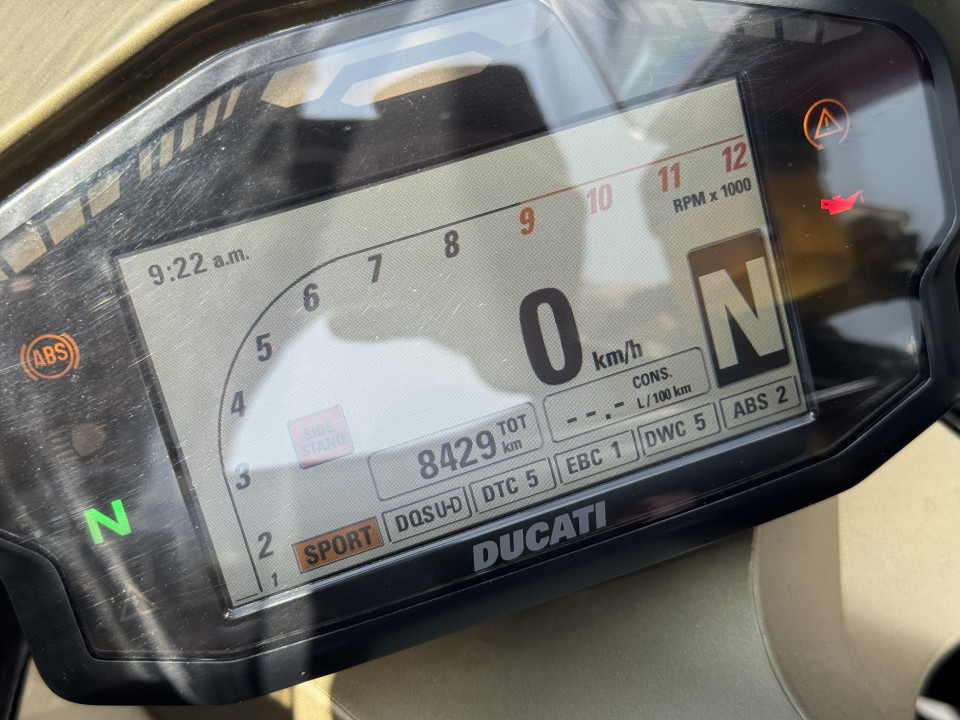 9:22 a.m.
1
2
3
4
5
6
7
8
9
10
11
12
RPM x 1000
0 km/h
N
SIDE
STAND
8429 TOT
km
--.- CONS.
L/100 km
SPORT
DQS U-D
DTC 5
EBC 1
DWC 5
ABS 2
DUCATI
ABS
N